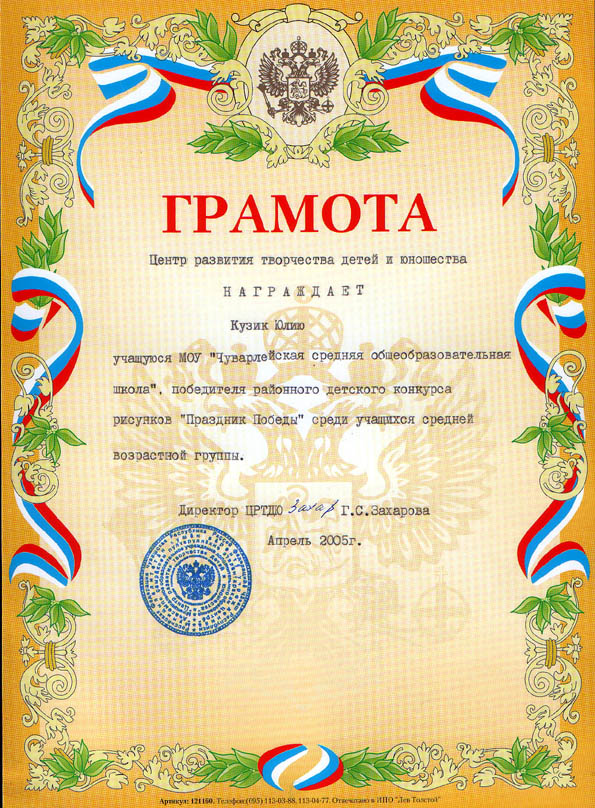 ГРАМОТА
Центр развития творчества детей и юношества
НАГРАЖДАЕТ
Кузик Юлию
учащуюся МОУ "Чуварлейская средняя общеобразовательная
школа", победителя районного детского конкурса
рисунков "Праздник Победы" среди учащихся средней
возрастной группы.
Директор ЦРТДЮ Захар Г.С.Захарова
Апрель 2005г.
Артикул: 121150. Телефон:(095) 113-03-88, 113-04-77. Отпечатано в ИПО "Лев Толстой"